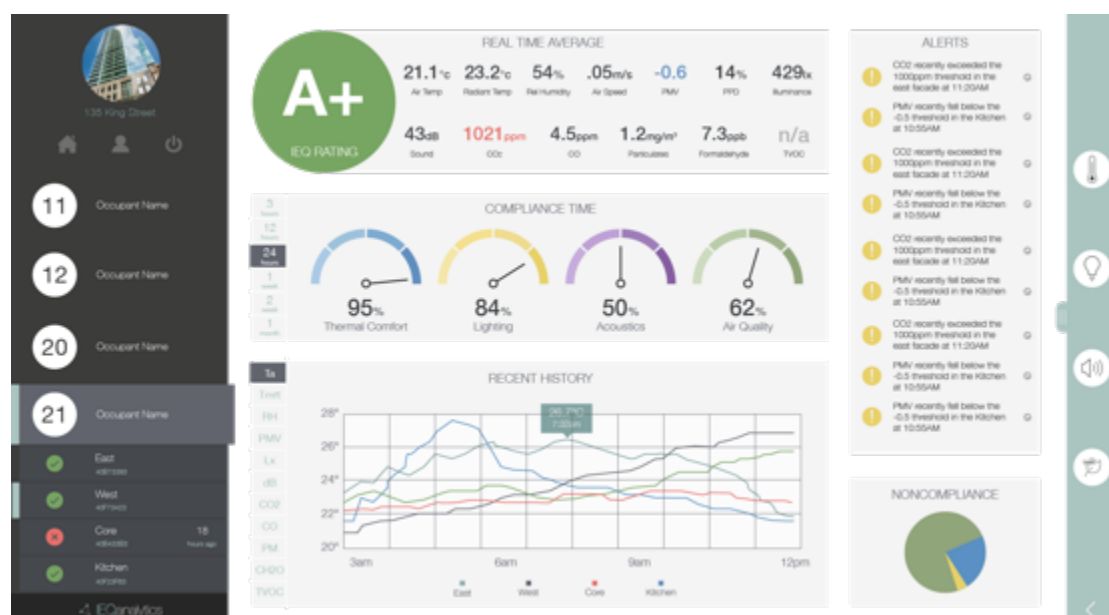 135 King Street
11 Occupant Name
12 Occupant Name
20 Occupant Name
21 Occupant Name
East
West
Core 18
hours ago
Kitchen
IEQanalytics
A+
IEQ RATING
REAL TIME AVERAGE
21.1°c 23.2°c 54% .05m/s -0.6 14% 429lx
Air Temp Radiant Temp Rel Humidity Air Speed PMV PPD Illuminance
43dB 1021ppm 4.5ppm 1.2mg/m³ 7.3ppb n/a
Sound CO2 CO Particulates Formaldehyde TVOC
3
hours
12
hours
24
hours
1
week
2
week
1
month
COMPLIANCE TIME
95% 84% 50% 62%
Thermal Comfort Lighting Acoustics Air Quality
Ta
Tmrt
RH
PMV
Lx
dB
CO2
CO
PM
CH2O
TVOC
RECENT HISTORY
26.7°C
28°
26°
24°
22°
20°
3am 6am 9am 12pm
East West Core Kitchen
ALERTS
CO2 recently exceeded the
1000ppm threshold in the
east facade at 11:20AM
PMV recently fell below the
-0.5 threshold in the Kitchen
at 10:55AM
CO2 recently exceeded the
1000ppm threshold in the
east facade at 11:20AM
PMV recently fell below the
-0.5 threshold in the Kitchen
at 10:55AM
CO2 recently exceeded the
1000ppm threshold in the
east facade at 11:20AM
PMV recently fell below the
-0.5 threshold in the Kitchen
at 10:55AM
CO2 recently exceeded the
1000ppm threshold in the
east facade at 11:20AM
PMV recently fell below the
-0.5 threshold in the Kitchen
at 10:55AM
PMV recently fell below the
-0.5 threshold in the Kitchen
at 10:55AM
NONCOMPLIANCE